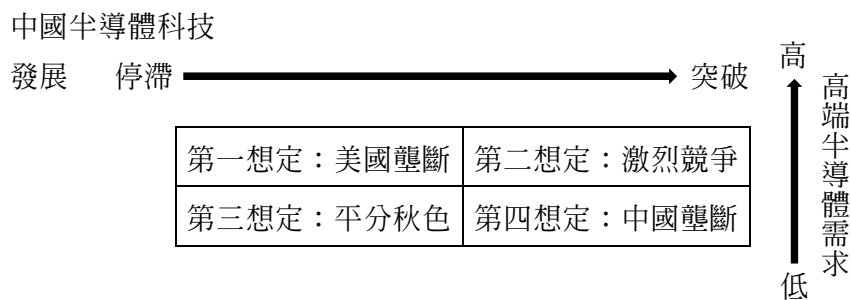 中國半導體科技
發展 停滯 突破
高
高端半導體需求
第一想定：美國壟斷 第二想定：激烈競爭
第三想定：平分秋色 第四想定：中國壟斷
低